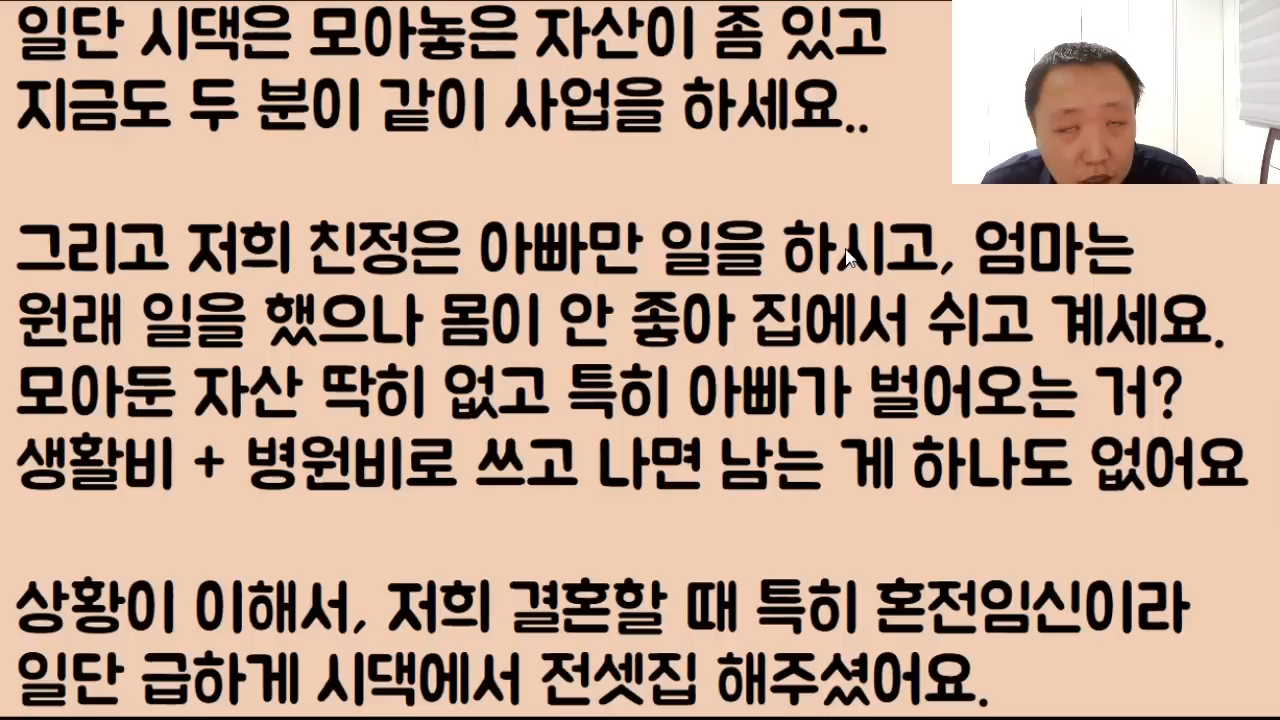 일단 시댁은 모아놓은 자산이 좀 있고
지금도 두 분이 같이 사업을 하세요..
그리고 저희 친정은 아빠만 일을 하시고, 엄마는
원래 일을 했으나 몸이 안 좋아 집에서 쉬고 계세요.
모아둔 자산 딱히 없고 특히 아빠가 벌어오는 거?
생활비 + 병원비로 쓰고 나면 남는 게 하나도 없어요
상황이 이해서, 저희 결혼할 때 특히 혼전임신이라
일단 급하게 시댁에서 전셋집 해주셨어요.